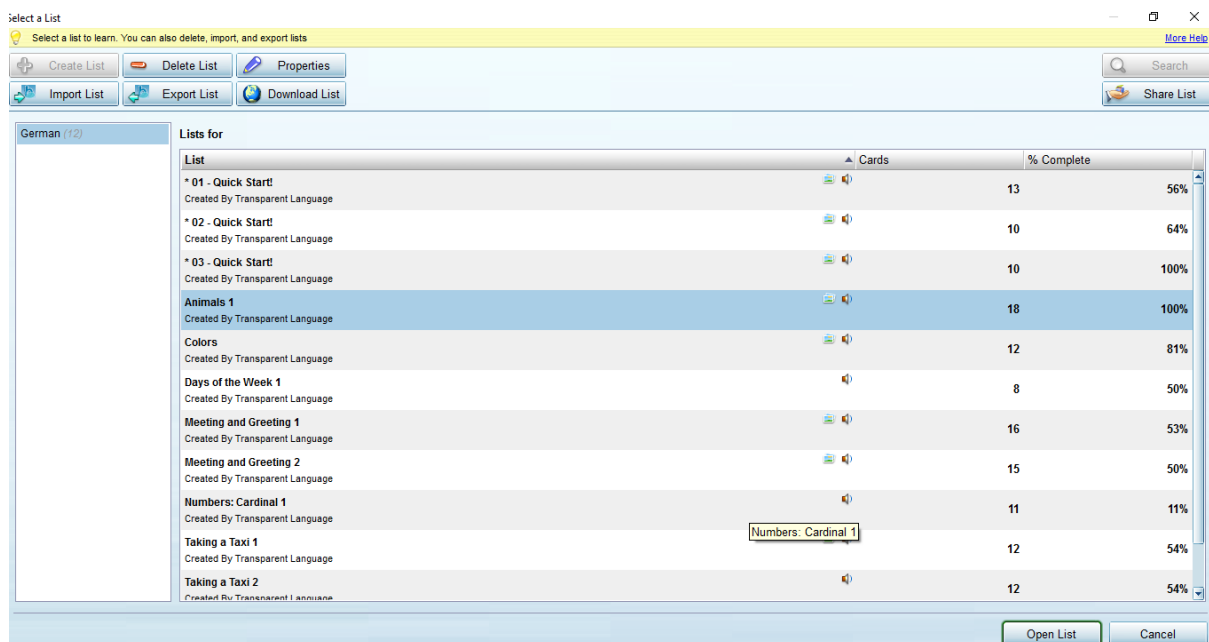 Select a List
Select a list to learn. You can also delete, import, and export lists
More Help
Create List
Delete List
Properties
Search
Import List
Export List
Download List
Share List
German (12)
Lists for
List Cards % Complete
* 01 - Quick Start! 13 56%
Created By Transparent Language
* 02 - Quick Start! 10 64%
Created By Transparent Language
* 03 - Quick Start! 10 100%
Created By Transparent Language
Animals 1 18 100%
Created By Transparent Language
Colors 12 81%
Created By Transparent Language
Days of the Week 1 8 50%
Created By Transparent Language
Meeting and Greeting 1 16 53%
Created By Transparent Language
Meeting and Greeting 2 15 50%
Created By Transparent Language
Numbers: Cardinal 1 11 11%
Created By Transparent Language
Numbers: Cardinal 1
Taking a Taxi 1 12 54%
Created By Transparent Language
Taking a Taxi 2 12 54%
Created By Transparent Language
Open List
Cancel